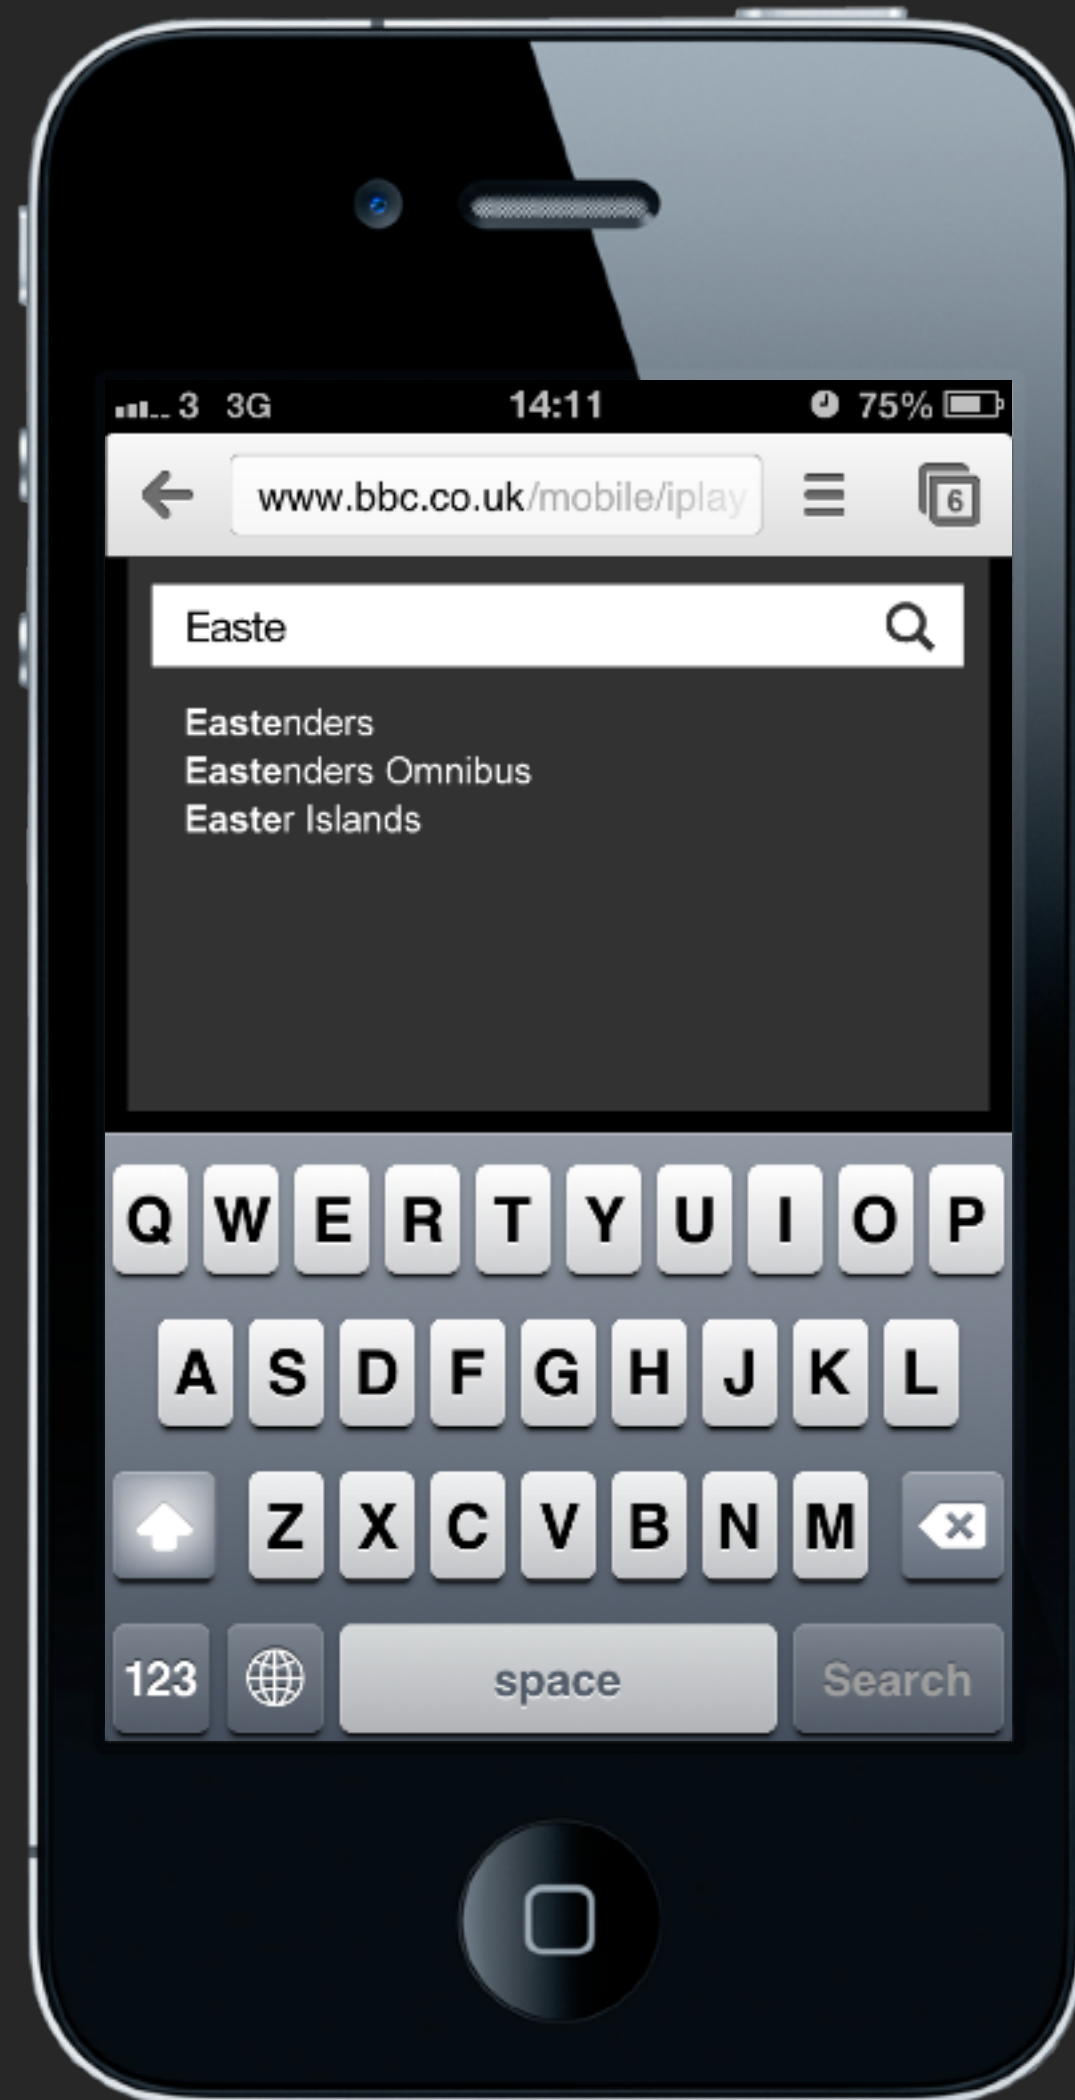 3 3G 14:11 75%
www.bbc.co.uk/mobile/iplay 6
Easte
Eastenders
Eastenders Omnibus
Easter Islands
Q W E R T Y U I O P
A S D F G H J K L
Z X C V B N M
123 space Search